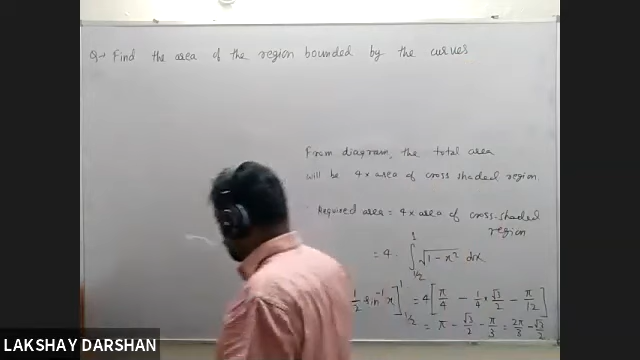 Q→ Find the area of the region bounded by the curves
From diagram, the total area
will be 4 x area of cross shaded region.
Required area = 4 x area of cross-shaded region
= 4 ∫_{1/2}^{1} √(1-x²) dx
1/2 sin⁻¹ x]_{1/2}^{1} = 4[π/4 - 1/4 x √3/2 - π/12]
= π - √3/2 - π/3 = 2π/3 - √3/2
LAKSHAY DARSHAN